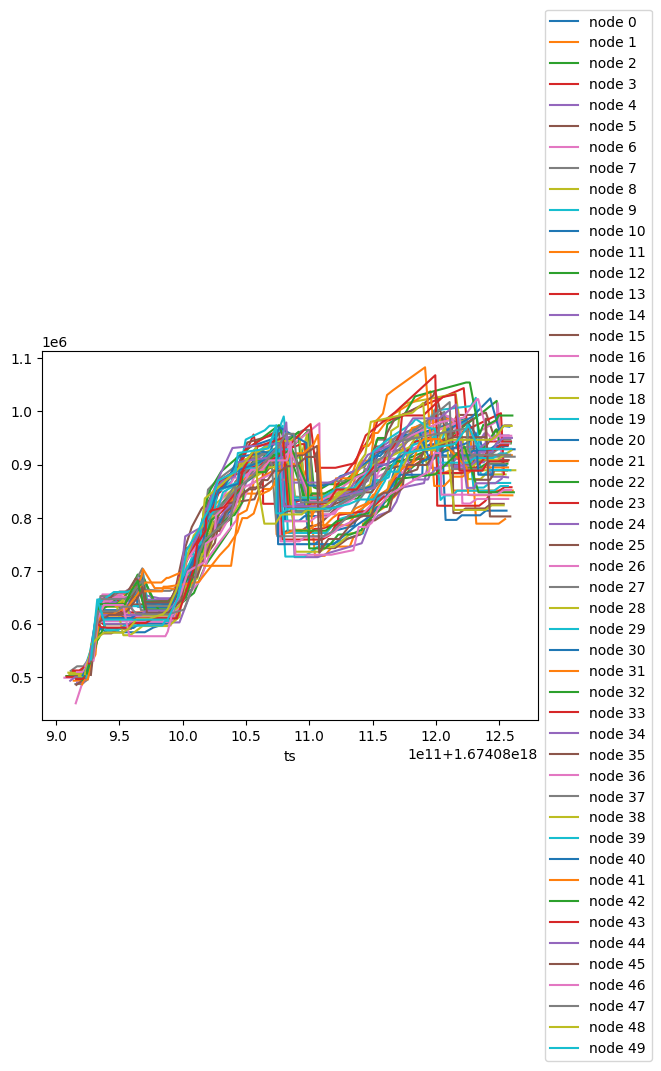 1e6
1.1
1.0
0.9
0.8
0.7
0.6
0.5
9.0 9.5 10.0 10.5 11.0 11.5 12.0 12.5
ts
1e11+1.67408e18
node 0
node 1
node 2
node 3
node 4
node 5
node 6
node 7
node 8
node 9
node 10
node 11
node 12
node 13
node 14
node 15
node 16
node 17
node 18
node 19
node 20
node 21
node 22
node 23
node 24
node 25
node 26
node 27
node 28
node 29
node 30
node 31
node 32
node 33
node 34
node 35
node 36
node 37
node 38
node 39
node 40
node 41
node 42
node 43
node 44
node 45
node 46
node 47
node 48
node 49